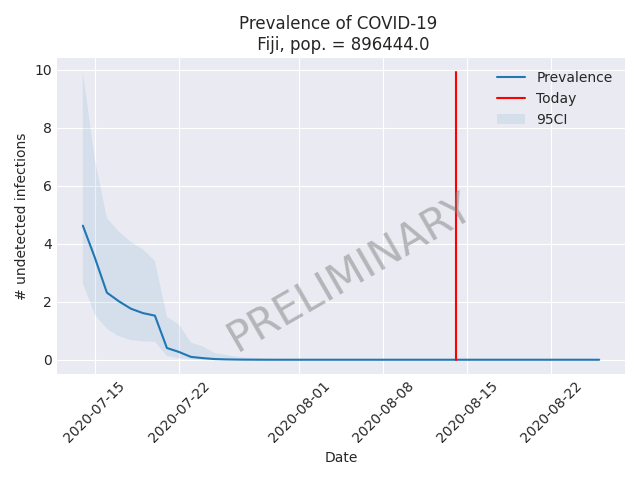 Prevalence of COVID-19
Fiji, pop. = 896444.0
10
8
6
4
2
0
# undetected infections
Prevalence
Today
95CI
PRELIMINARY
2020-07-15
2020-07-22
2020-08-01
2020-08-08
2020-08-15
2020-08-22
Date